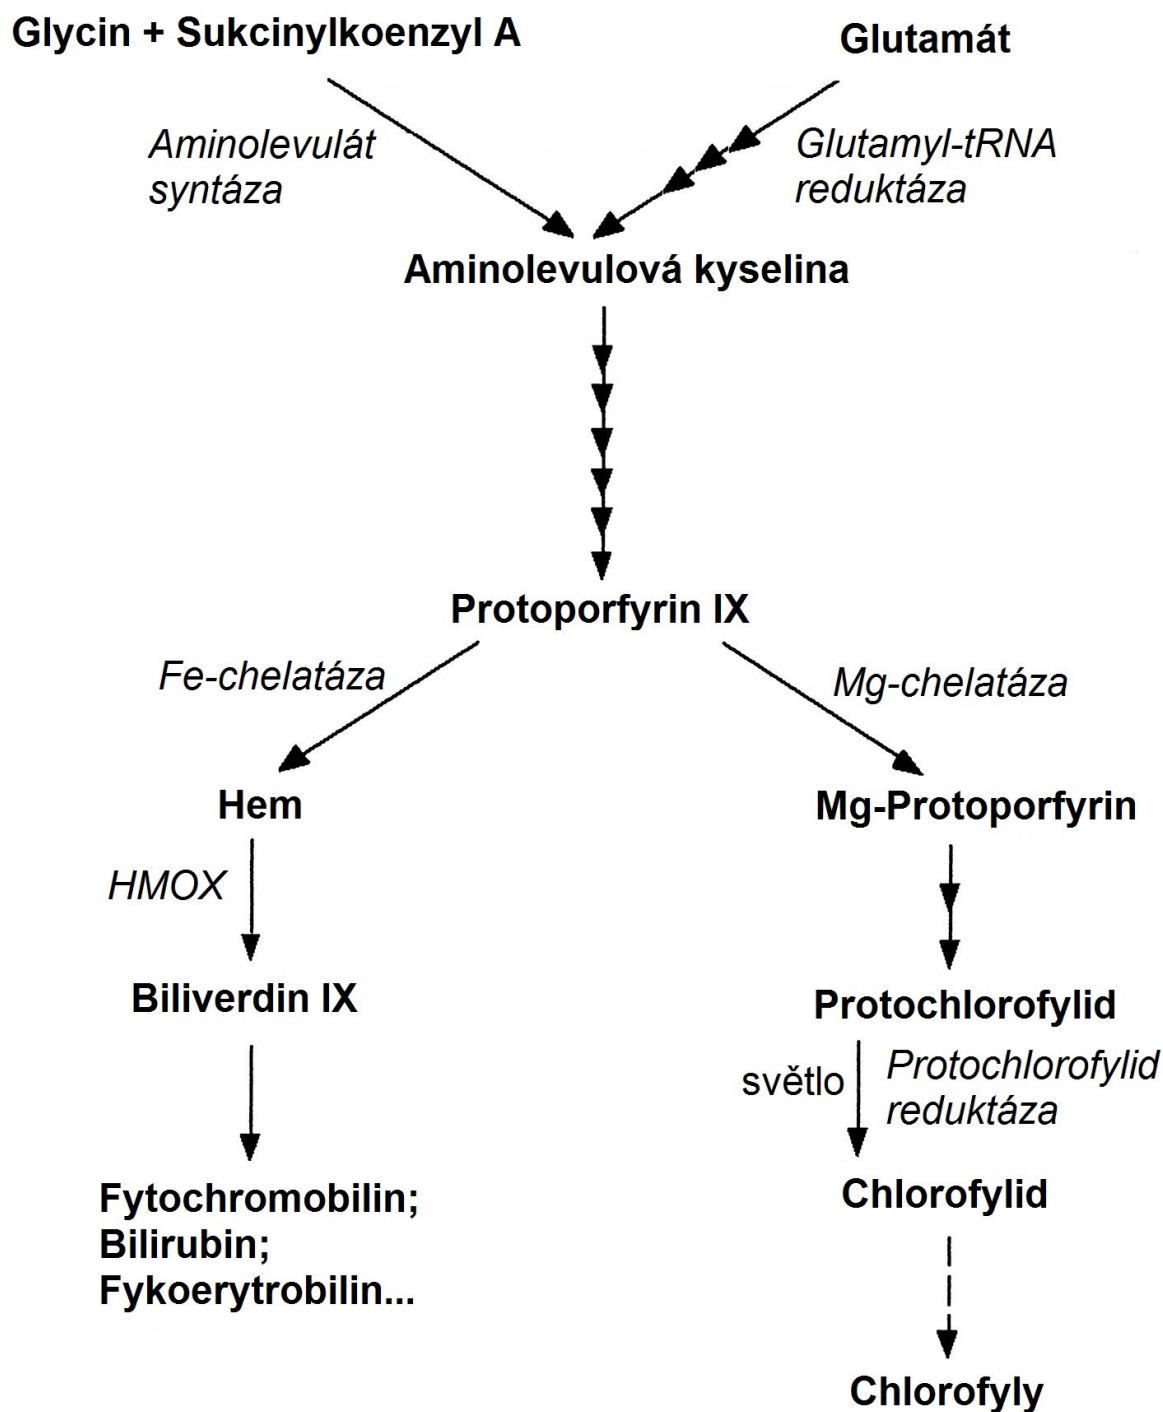 Glycin + Sukcinylkoenzyl A
Glutamát
Aminolevulát
syntáza
Glutamyl-tRNA
reduktáza
Aminolevulová kyselina
Protoporfyrin IX
Fe-chelatáza
Mg-chelatáza
Hem
Mg-Protoporfyrin
HMOX
Biliverdin IX
Protochlorofylid
světlo
Protochlorofylid
reduktáza
Fytochromobilin;
Bilirubin;
Fykoerytrobilin...
Chlorofylid
Chlorofyly